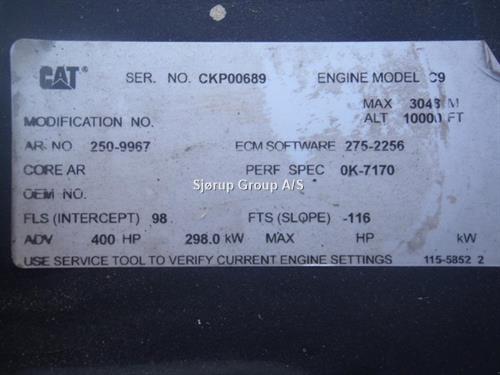 CAT® SER. NO. CKP00689 ENGINE MODEL C9
MAX 3048 M
MODIFICATION NO. ALT 10000 FT
AR NO 250-9967 ECM SOFTWARE 275-2256
CORE AR PERF SPEC 0K-7170
Sjørup Group A/S
OEM NO.
FLS (INTERCEPT) 98 FTS (SLOPE) -116
ADV 400 HP 298.0 kW MAX HP kW
USE SERVICE TOOL TO VERIFY CURRENT ENGINE SETTINGS 115-5852 2